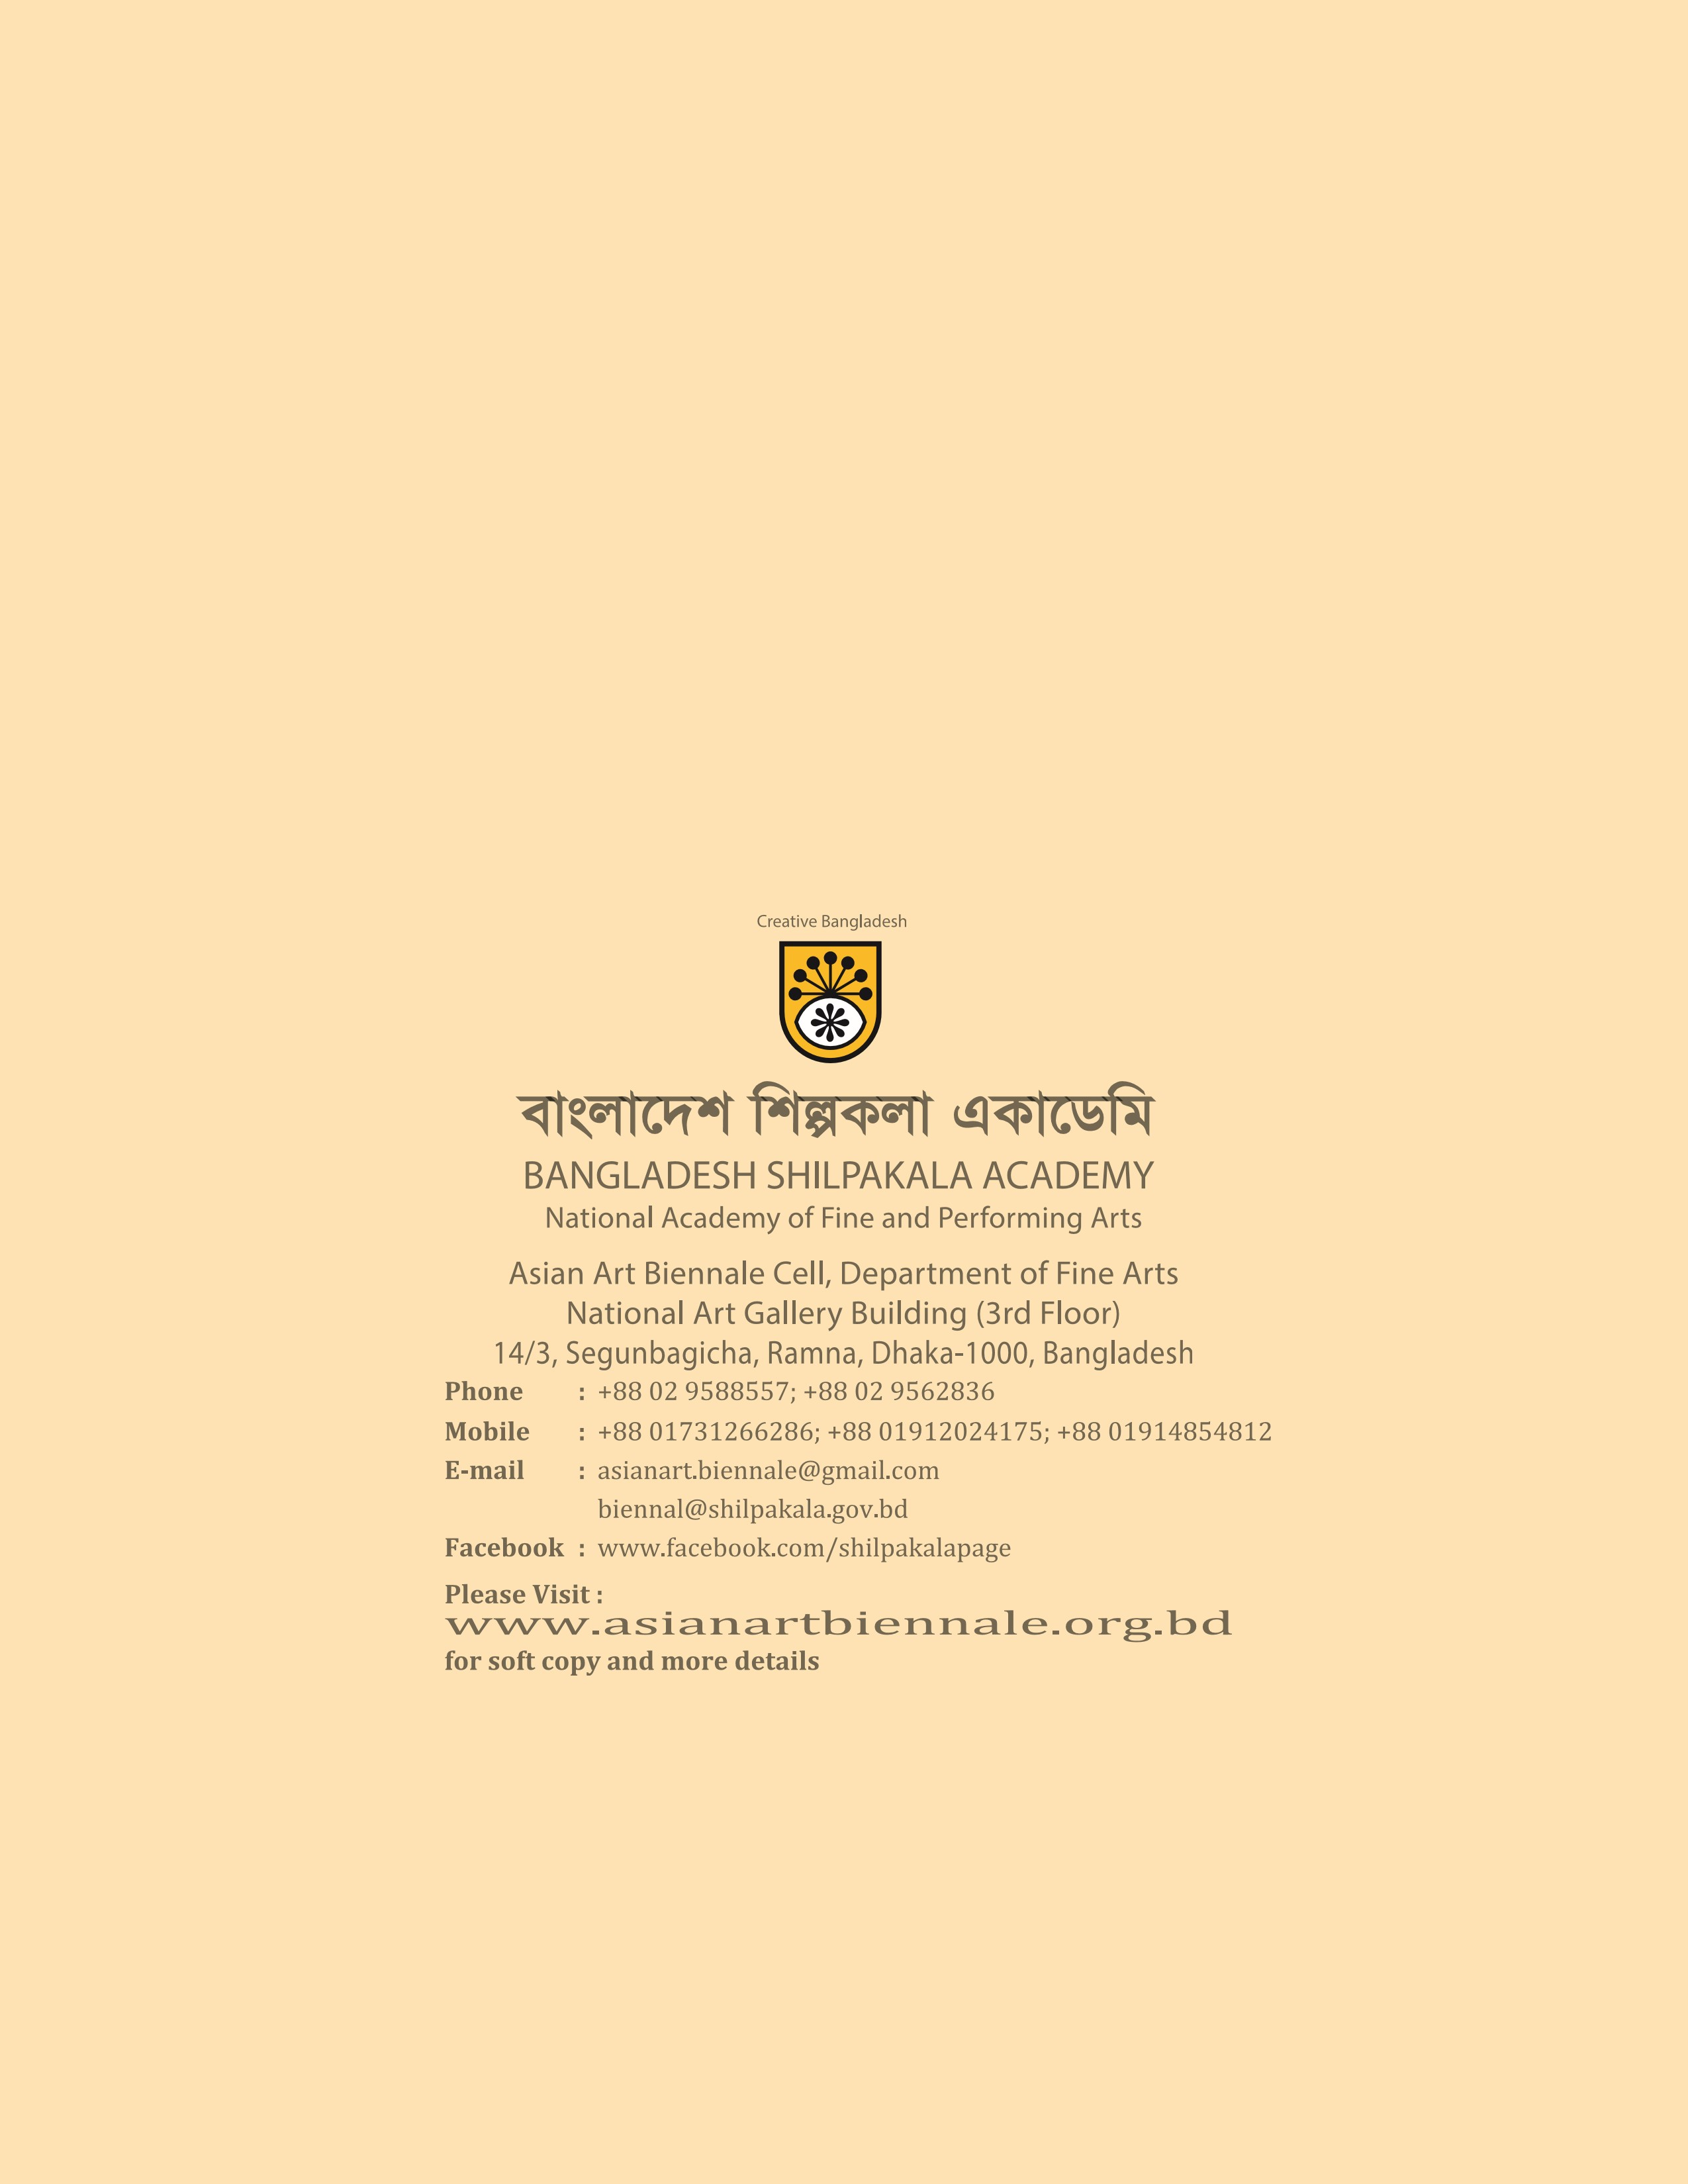 Creative Bangladesh
বাংলাদেশ শিল্পকলা একাডেমি
BANGLADESH SHILPAKALA ACADEMY
National Academy of Fine and Performing Arts
Asian Art Biennale Cell, Department of Fine Arts
National Art Gallery Building (3rd Floor)
14/3, Segunbagicha, Ramna, Dhaka-1000, Bangladesh
Phone : +88 02 9588557; +88 02 9562836
Mobile : +88 01731266286; +88 01912024175; +88 01914854812
E-mail : asianart.biennale@gmail.com
biennal@shilpakala.gov.bd
Facebook : www.facebook.com/shilpakalapage
Please Visit :
www.asianartbiennale.org.bd
for soft copy and more details